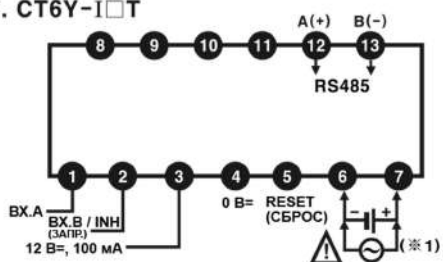 . CT6Y-I□T
A(+) B(-)
8 9 10 11 12 13
RS485
1 2 3 4 5 6 7
ВХ.А
ВХ.В / INH
(ЗАПР.)
12 В=, 100 мА
0 В=
RESET
(СБРОС)
- +
(※1)